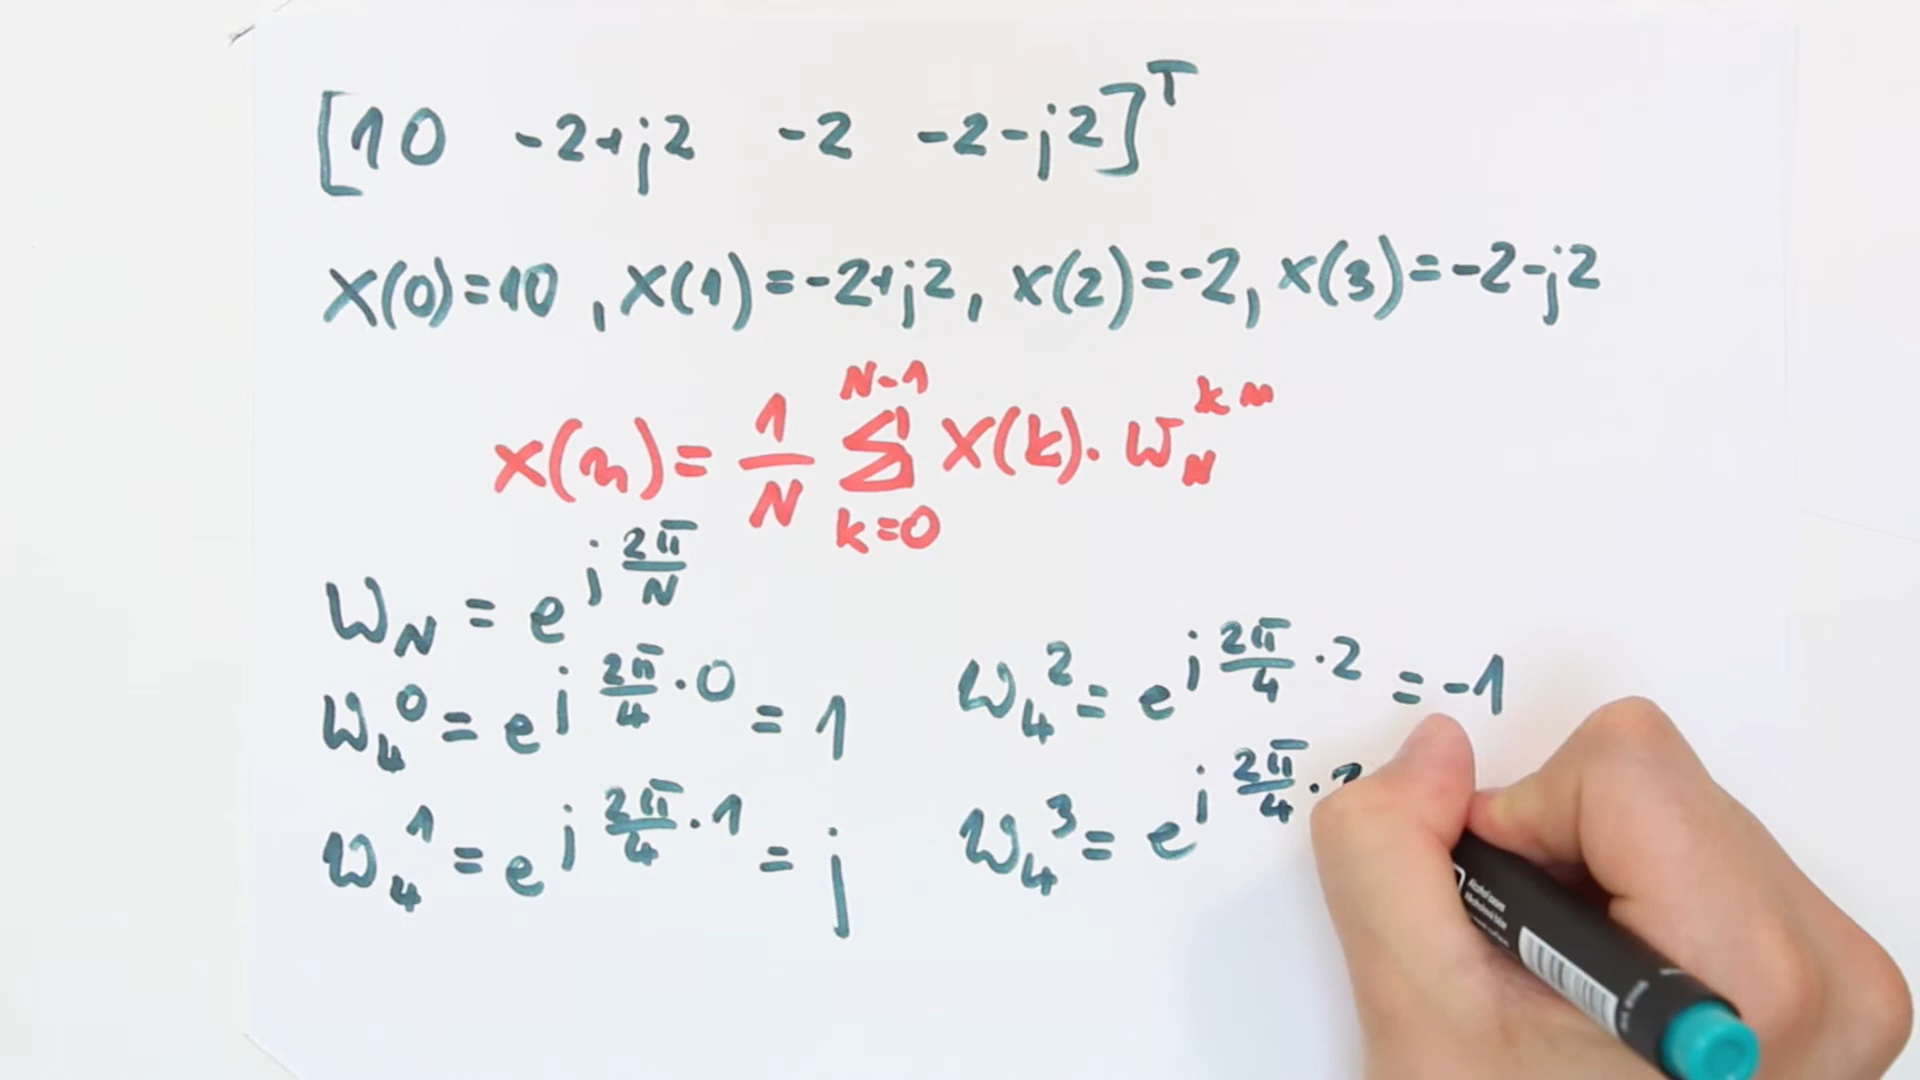 [10 -2+j2 -2 -2-j2]^T
X(0)=10, X(1)=-2+j2, X(2)=-2, X(3)=-2-j2
x(n) = 1/N ∑_{k=0}^{N-1} X(k)·W_N^{kn}
W_N = e^{j 2π/N}
W_4^0 = e^{j 2π/4 · 0} = 1
W_4^1 = e^{j 2π/4 · 1} = j
W_4^2 = e^{j 2π/4 · 2} = -1
W_4^3 = e^{j 2π/4 ·